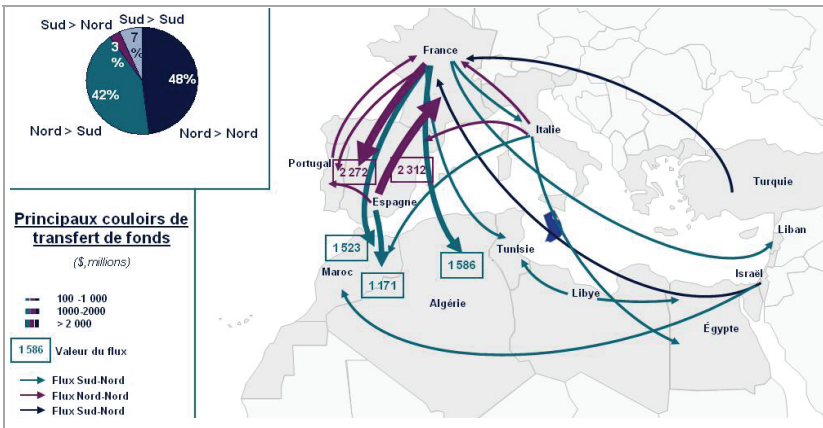 Sud > Nord
Sud > Sud
3
%
7
%
48%
42%
Nord > Sud
Nord > Nord
Principaux couloirs de
transfert de fonds
($,millions)
100 -1 000
1000-2000
> 2 000
1 586
Valeur du flux
Flux Sud-Nord
Flux Nord-Nord
Flux Sud-Nord
France
Italie
Portugal
2 272
2 312
Espagne
Turquie
Liban
1 523
Maroc
1 171
1 586
Tunisie
Israël
Algérie
Libye
Égypte